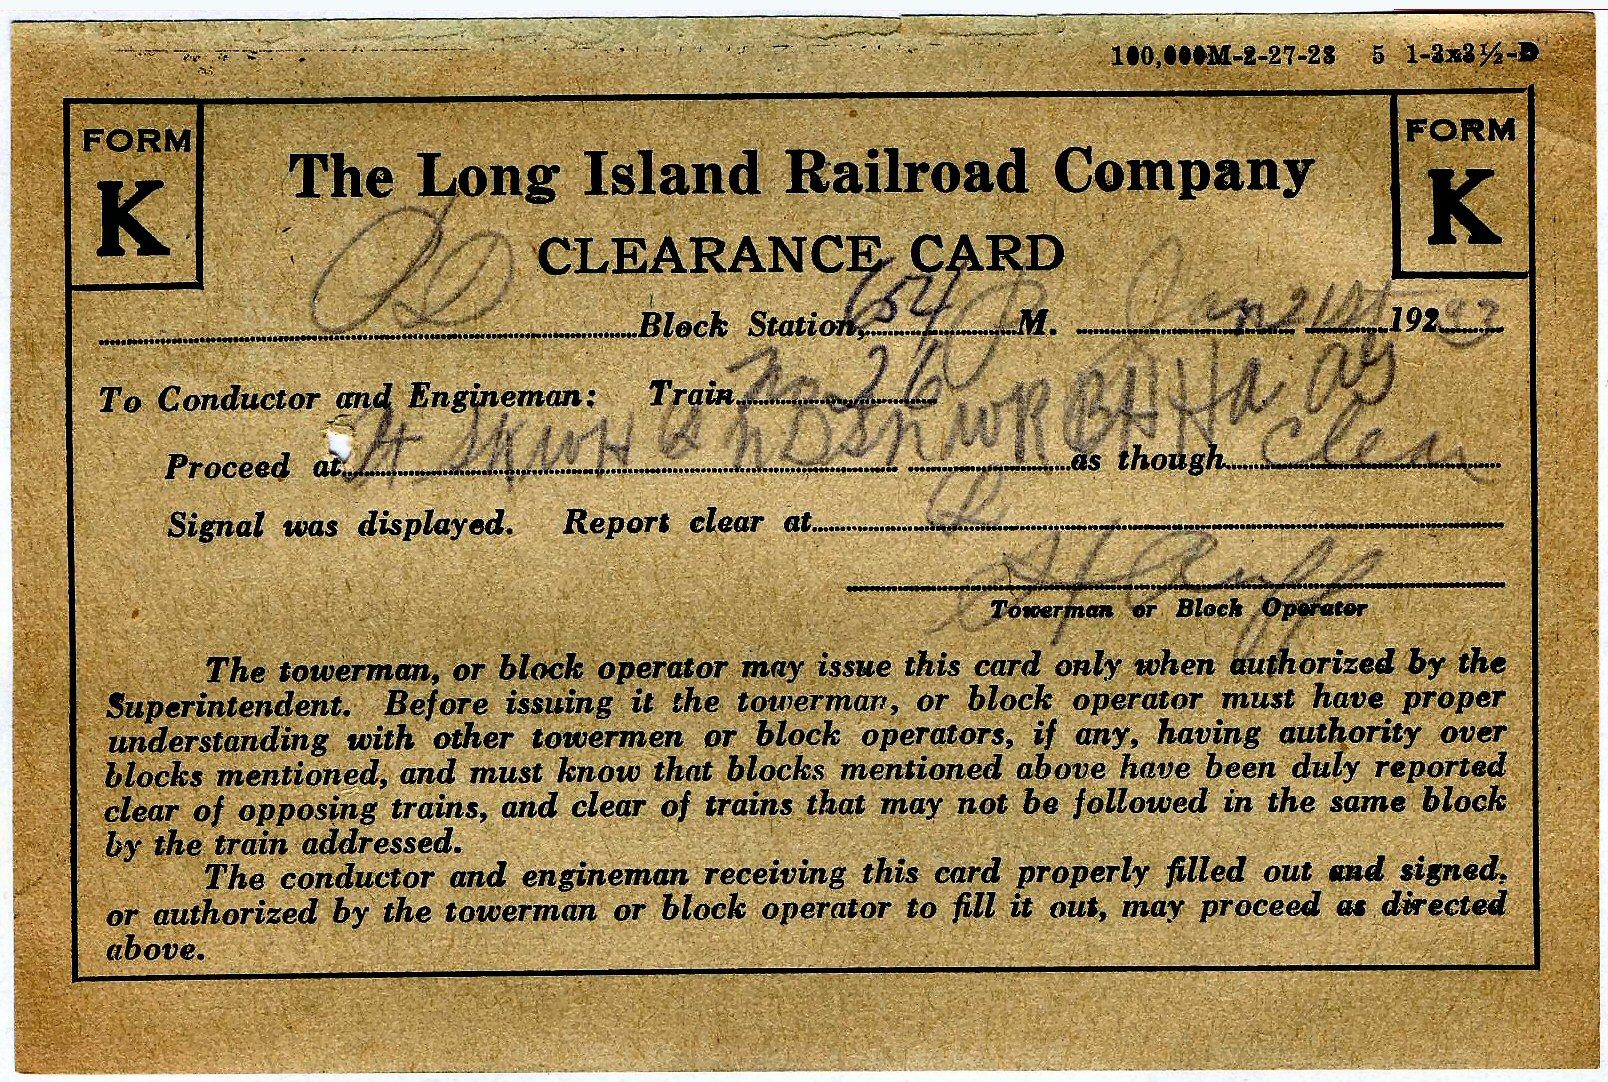 100,000M-2-27-28 5 1-3x3½-D
FORM K
FORM K
The Long Island Railroad Company
CLEARANCE CARD
PD Block Station, 654 P M. Jan 21st 192
To Conductor and Engineman: Train No 26
Proceed at as though Clear
Signal was displayed. Report clear at
Towerman or Block Operator
The towerman, or block operator may issue this card only when authorized by the
Superintendent. Before issuing it the towerman, or block operator must have proper
understanding with other towermen or block operators, if any, having authority over
blocks mentioned, and must know that blocks mentioned above have been duly reported
clear of opposing trains, and clear of trains that may not be followed in the same block
by the train addressed.
The conductor and engineman receiving this card properly filled out and signed,
or authorized by the towerman or block operator to fill it out, may proceed as directed
above.